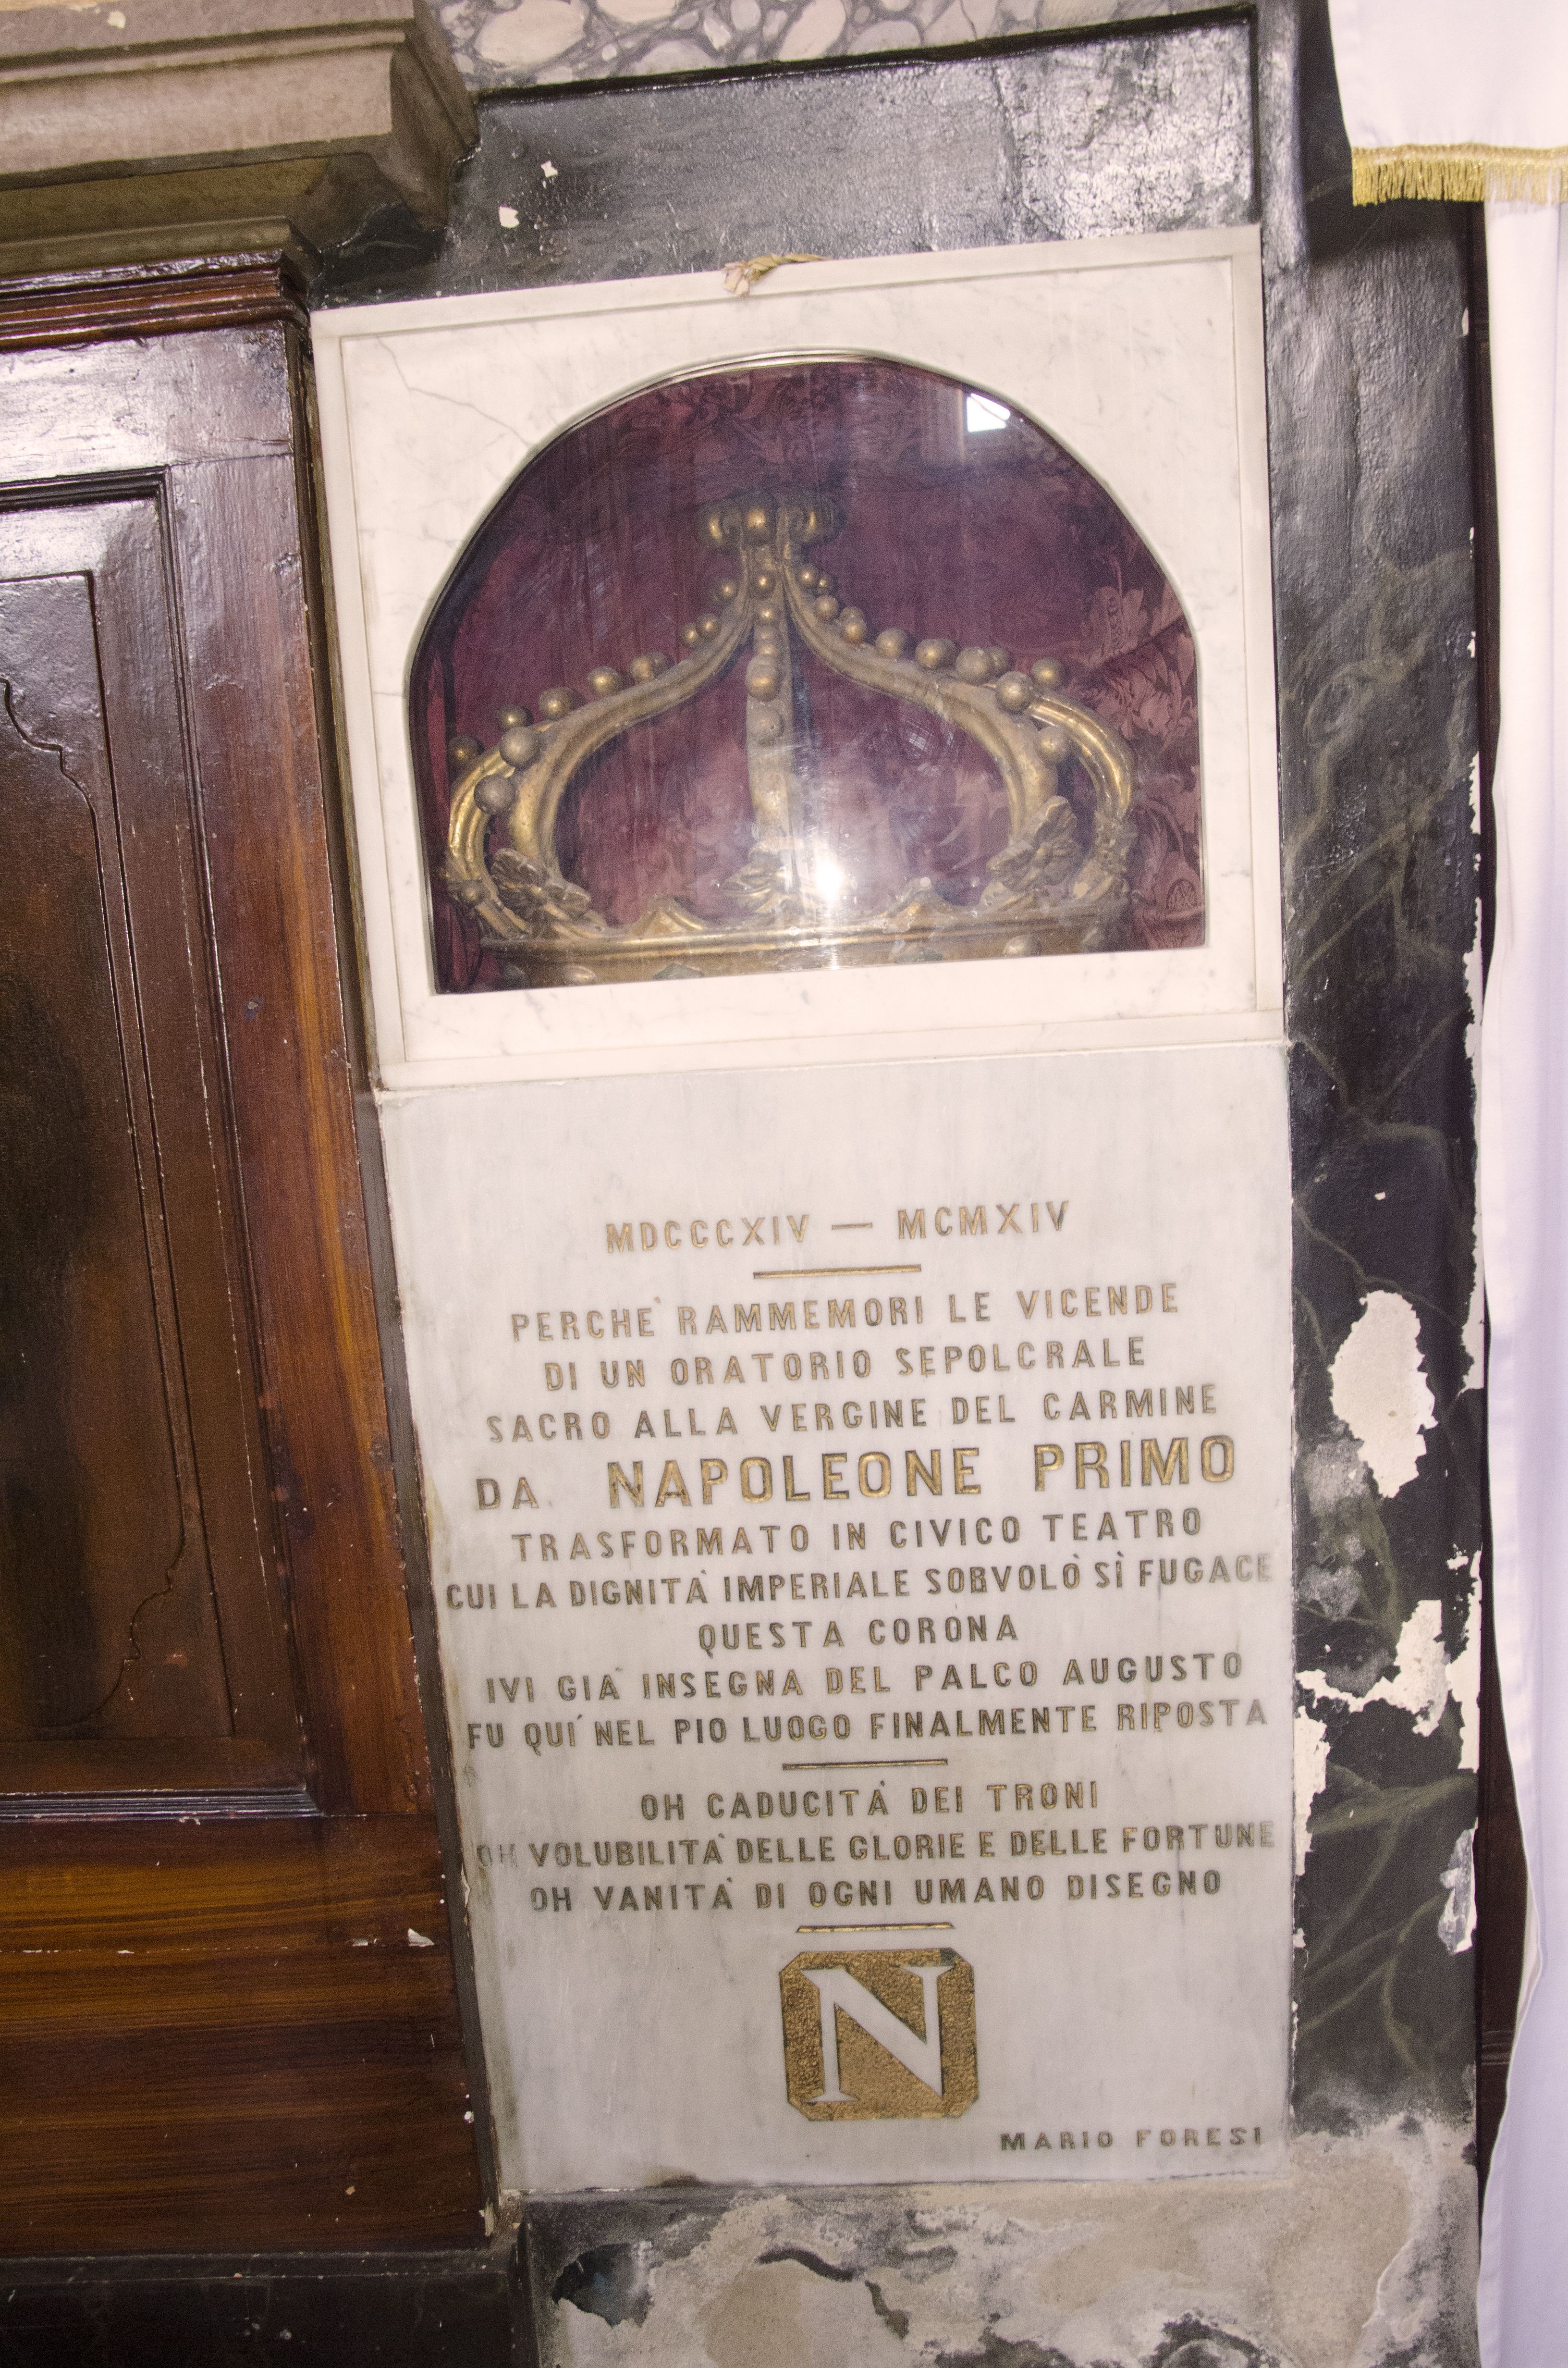 MDCCCXIV — MCMXIV
PERCHE` RAMMEMORI LE VICENDE
DI UN ORATORIO SEPOLCRALE
SACRO ALLA VERGINE DEL CARMINE
DA NAPOLEONE PRIMO
TRASFORMATO IN CIVICO TEATRO
CUI LA DIGNITA` IMPERIALE SORVOLÒ SÌ FUGACE
QUESTA CORONA
IVI GIA` INSEGNA DEL PALCO AUGUSTO
FU QUI´ NEL PIO LUOGO FINALMENTE RIPOSTA
OH CADUCITÀ DEI TRONI
OH VOLUBILITA` DELLE GLORIE E DELLE FORTUNE
OH VANITA` DI OGNI UMANO DISEGNO
N
MARIO FORESI